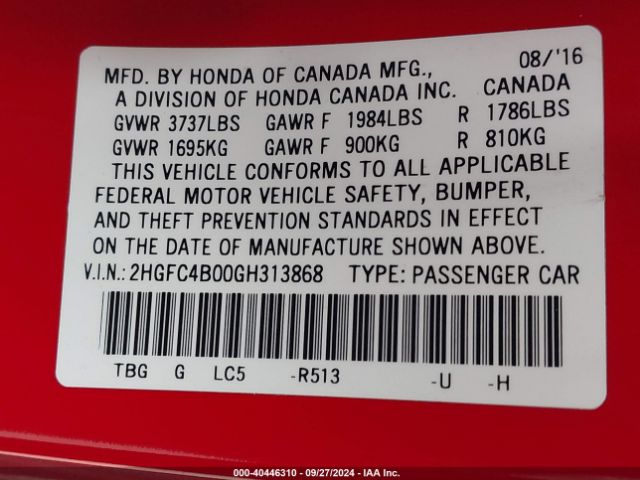 MFD. BY HONDA OF CANADA MFG., 08/'16
A DIVISION OF HONDA CANADA INC. CANADA
GVWR 3737LBS GAWR F 1984LBS R 1786LBS
GVWR 1695KG GAWR F 900KG R 810KG
THIS VEHICLE CONFORMS TO ALL APPLICABLE
FEDERAL MOTOR VEHICLE SAFETY, BUMPER,
AND THEFT PREVENTION STANDARDS IN EFFECT
ON THE DATE OF MANUFACTURE SHOWN ABOVE.
V.I.N.: 2HGFC4B00GH313868 TYPE: PASSENGER CAR
TBG G LC5 -R513 -U -H
000-40446310 - 09/27/2024 - IAA Inc.